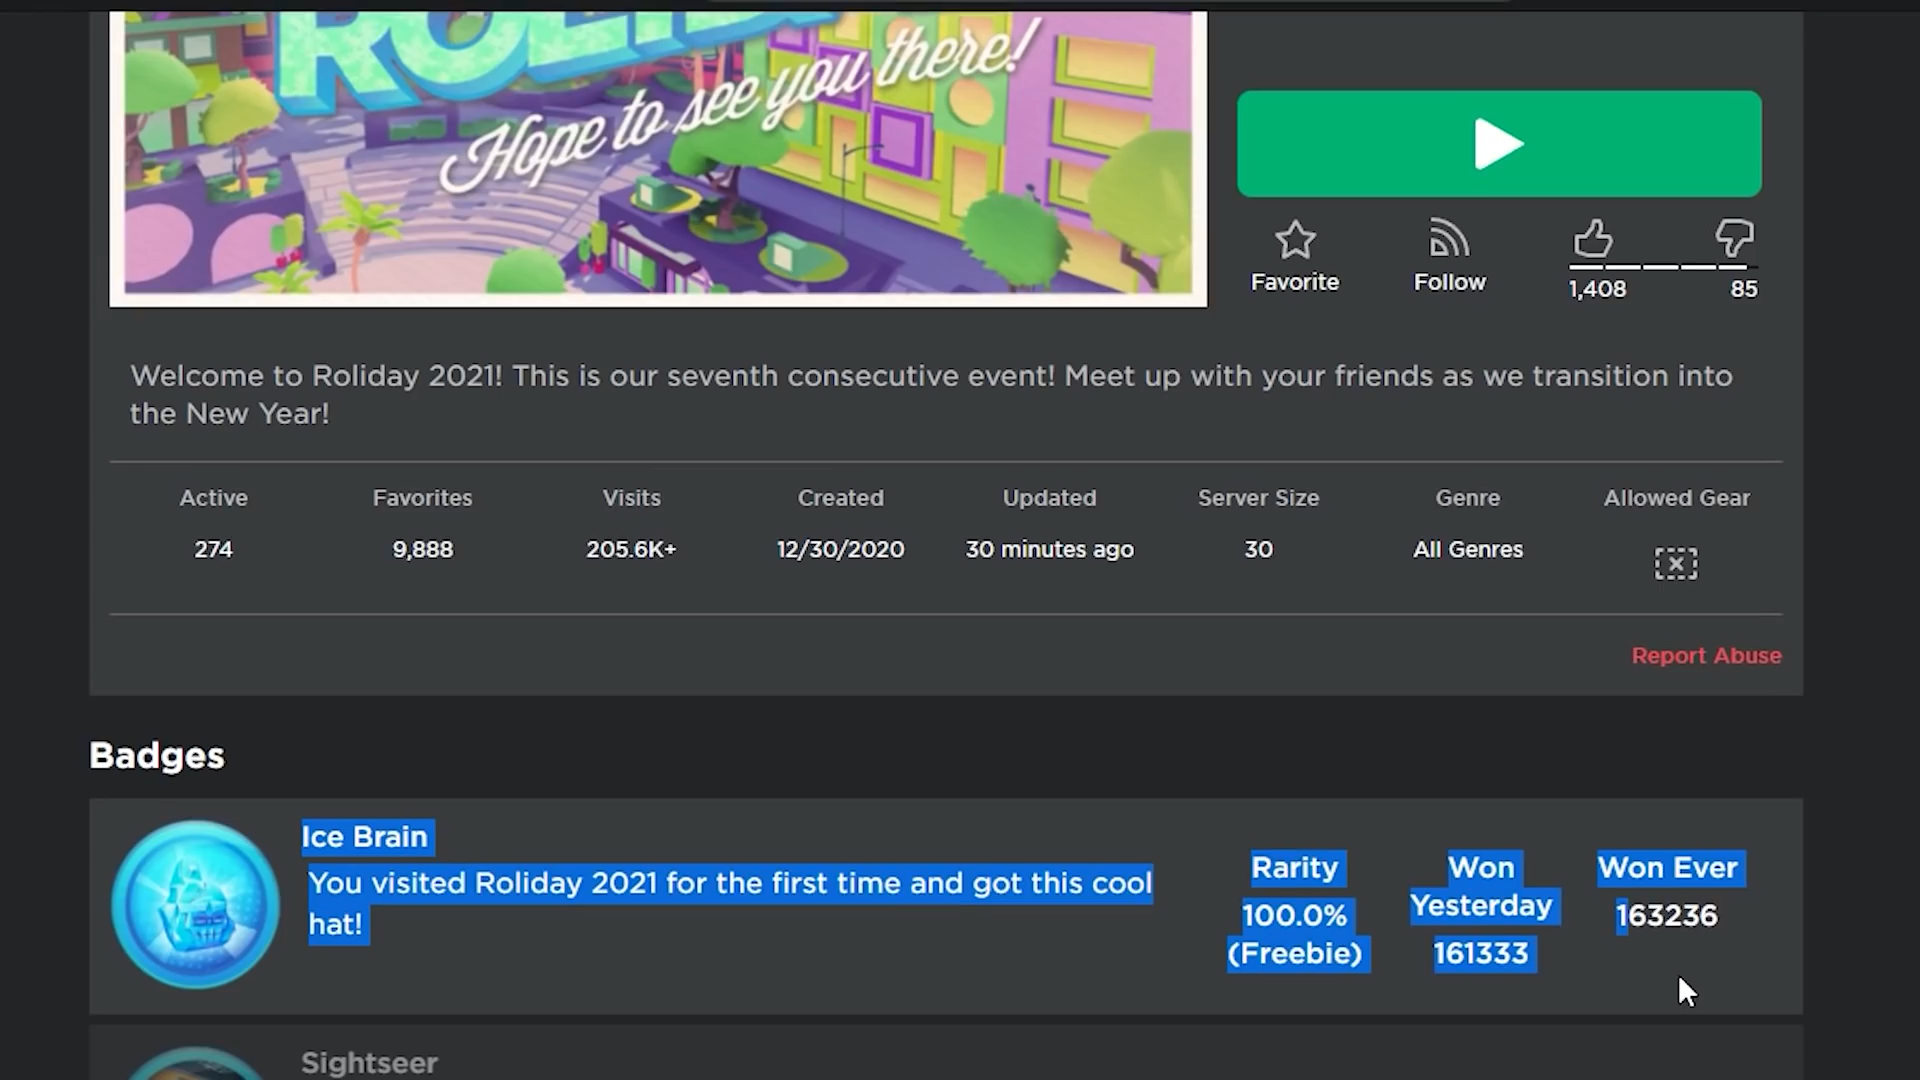 Hope to see you there!
Favorite
Follow
1,408
85
Welcome to Roliday 2021! This is our seventh consecutive event! Meet up with your friends as we transition into
the New Year!
Active
Favorites
Visits
Created
Updated
Server Size
Genre
Allowed Gear
274
9,888
205.6K+
12/30/2020
30 minutes ago
30
All Genres
Report Abuse
Badges
Ice Brain
You visited Roliday 2021 for the first time and got this cool
hat!
Rarity
100.0%
(Freebie)
Won
Yesterday
161333
Won Ever
163236
Sightseer